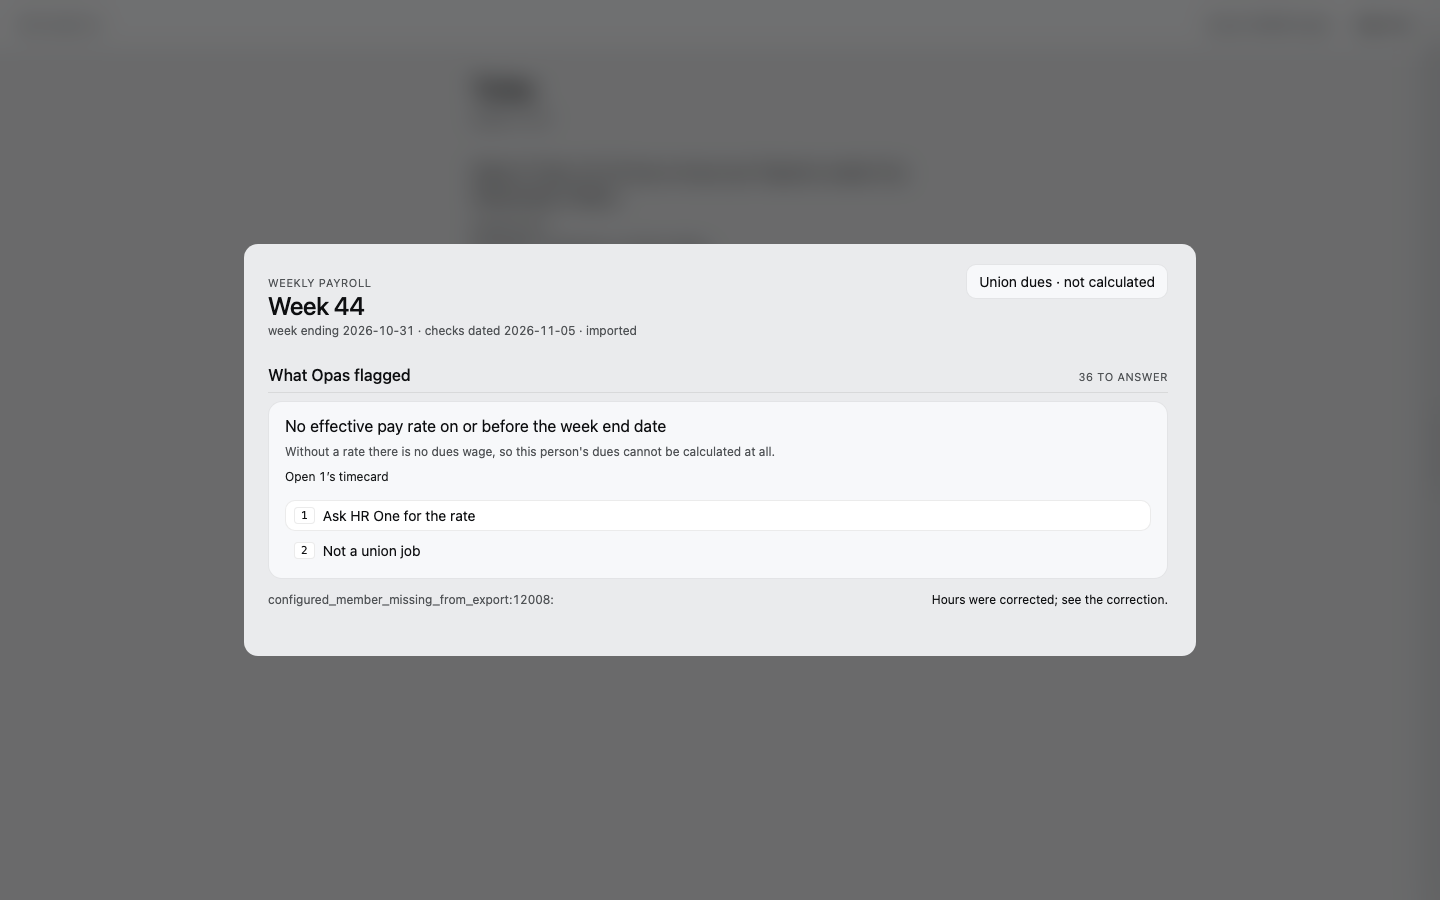 WEEKLY PAYROLL
Week 44
week ending 2026-10-31 · checks dated 2026-11-05 · imported
Union dues · not calculated
What Opas flagged
36 TO ANSWER
No effective pay rate on or before the week end date
Without a rate there is no dues wage, so this person's dues cannot be calculated at all.
Open 1’s timecard
1 Ask HR One for the rate
2 Not a union job
configured_member_missing_from_export:12008:
Hours were corrected; see the correction.